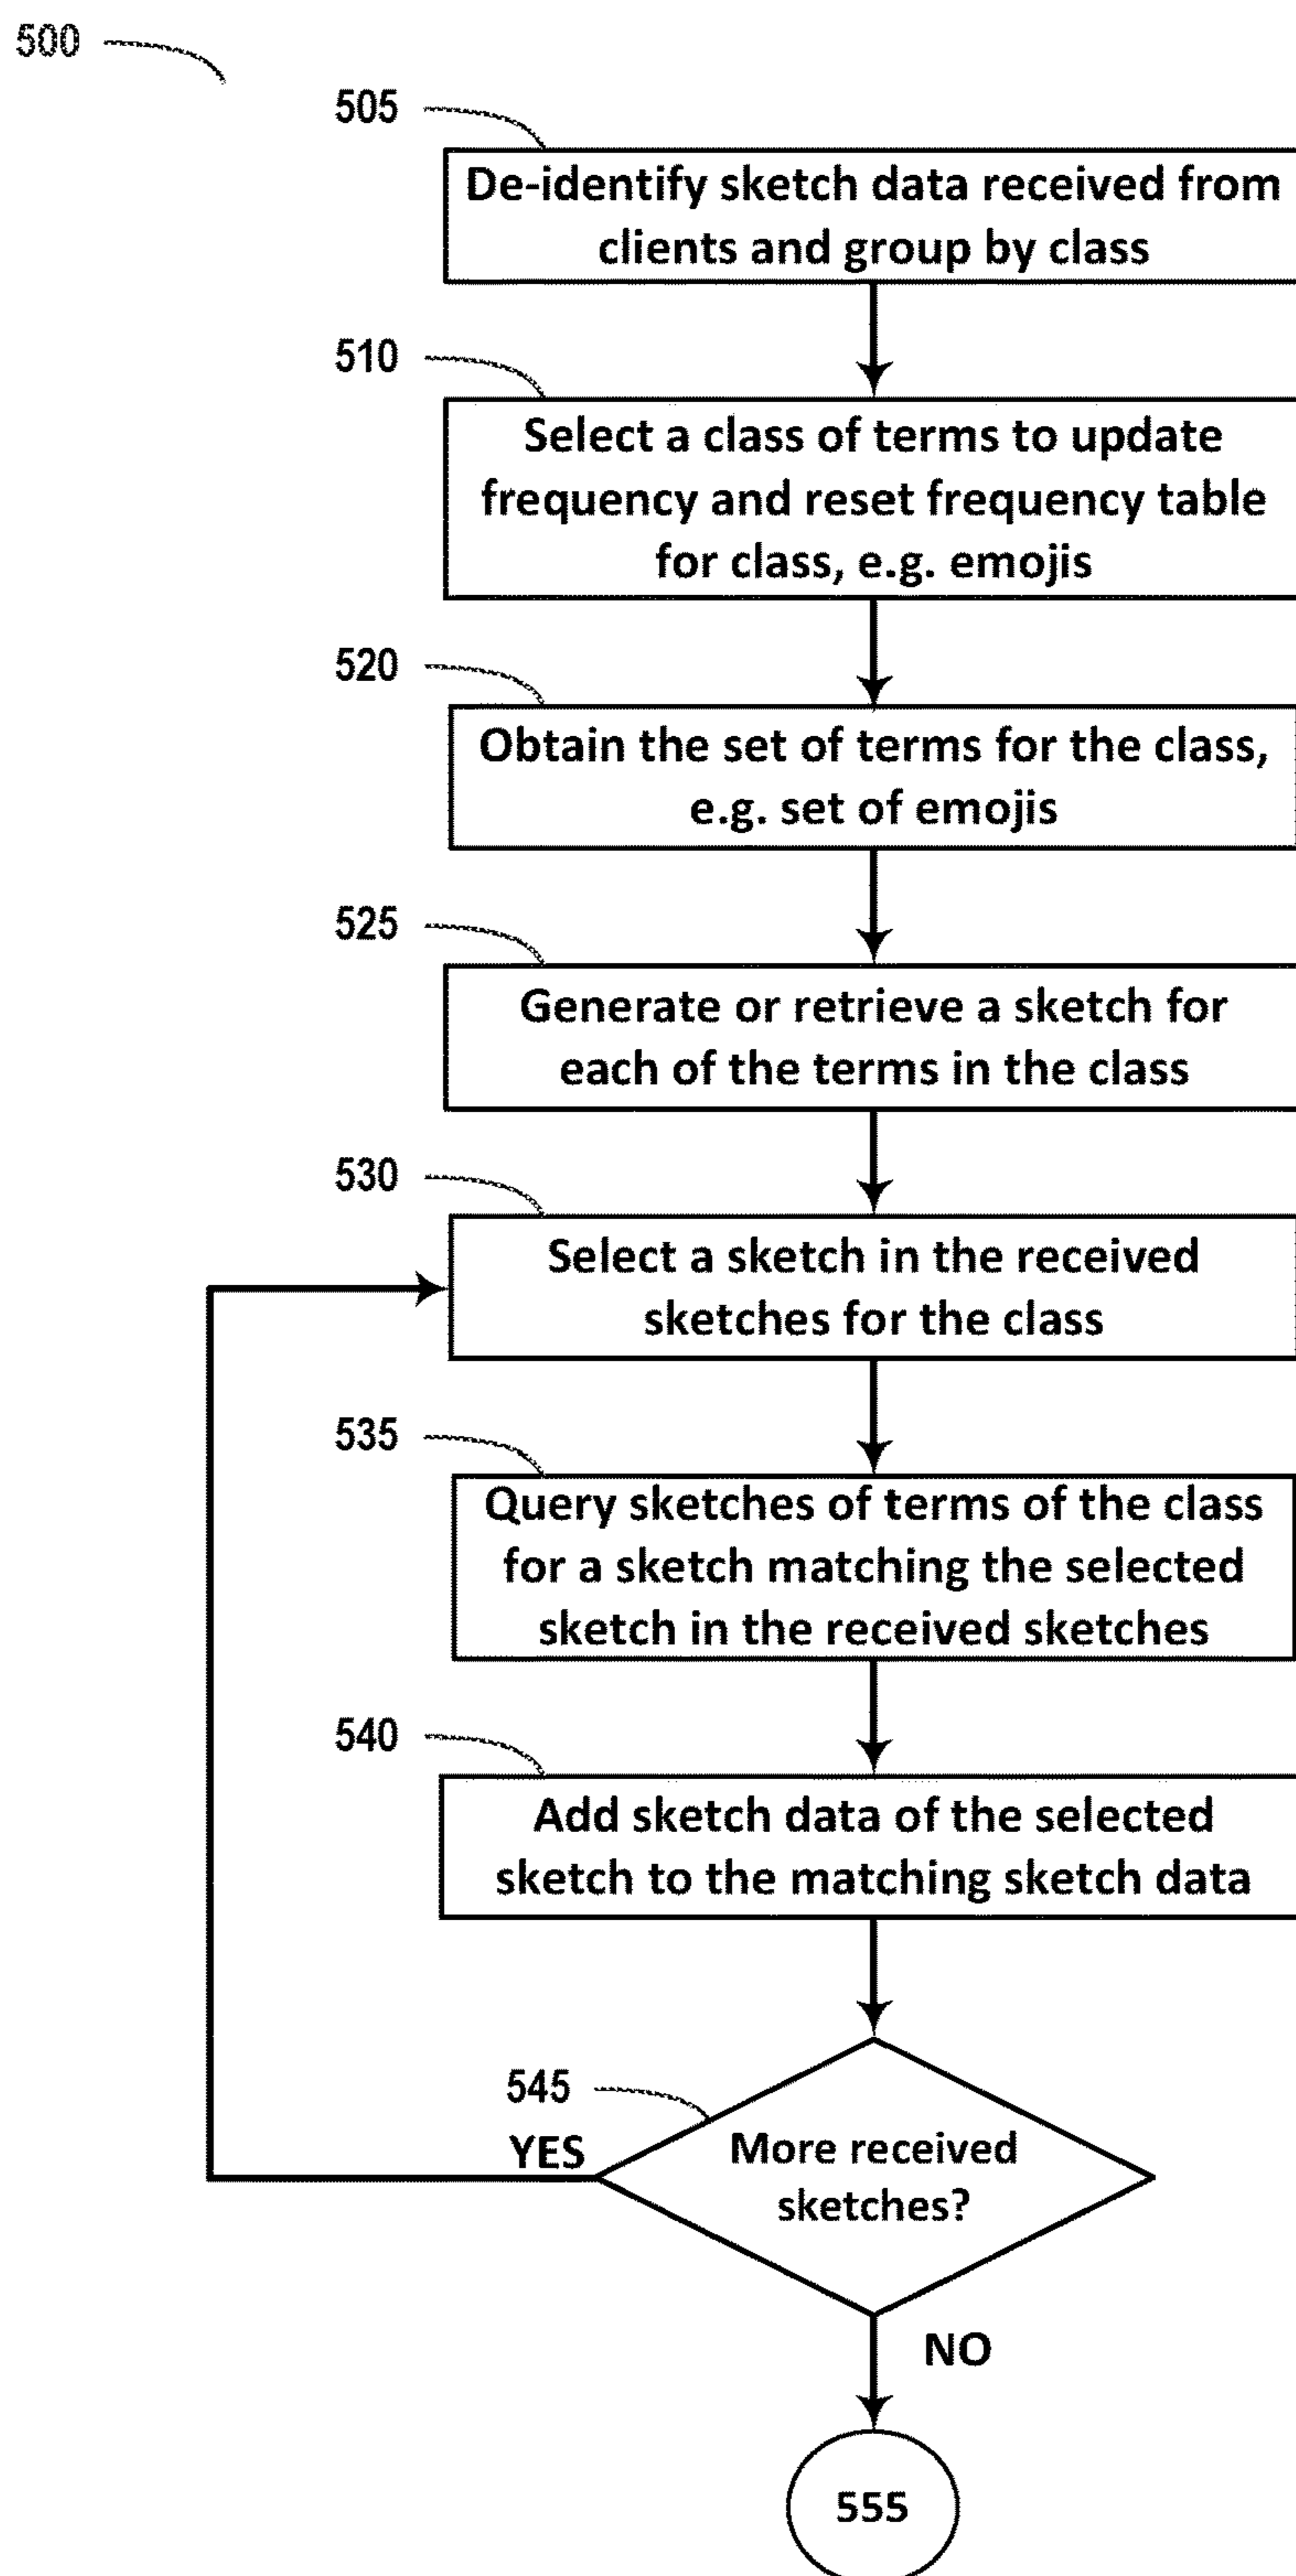 500
505
De-identify sketch data received from
clients and group by class
510
Select a class of terms to update
frequency and reset frequency table
for class, e.g. emojis
520
Obtain the set of terms for the class,
e.g. set of emojis
525
Generate or retrieve a sketch for
each of the terms in the class
530
Select a sketch in the received
sketches for the class
535
Query sketches of terms of the class
for a sketch matching the selected
sketch in the received sketches
540
Add sketch data of the selected
sketch to the matching sketch data
545
YES
More received
sketches?
NO
555